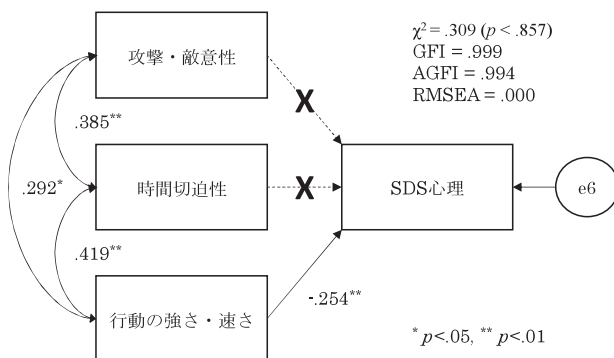 攻撃・敵意性
χ² = .309 (p < .857)
GFI = .999
AGFI = .994
RMSEA = .000
X
.385**
.292*
時間切迫性
X
SDS心理
e6
.419**
行動の強さ・速さ
-.254**
* p<.05, ** p<.01